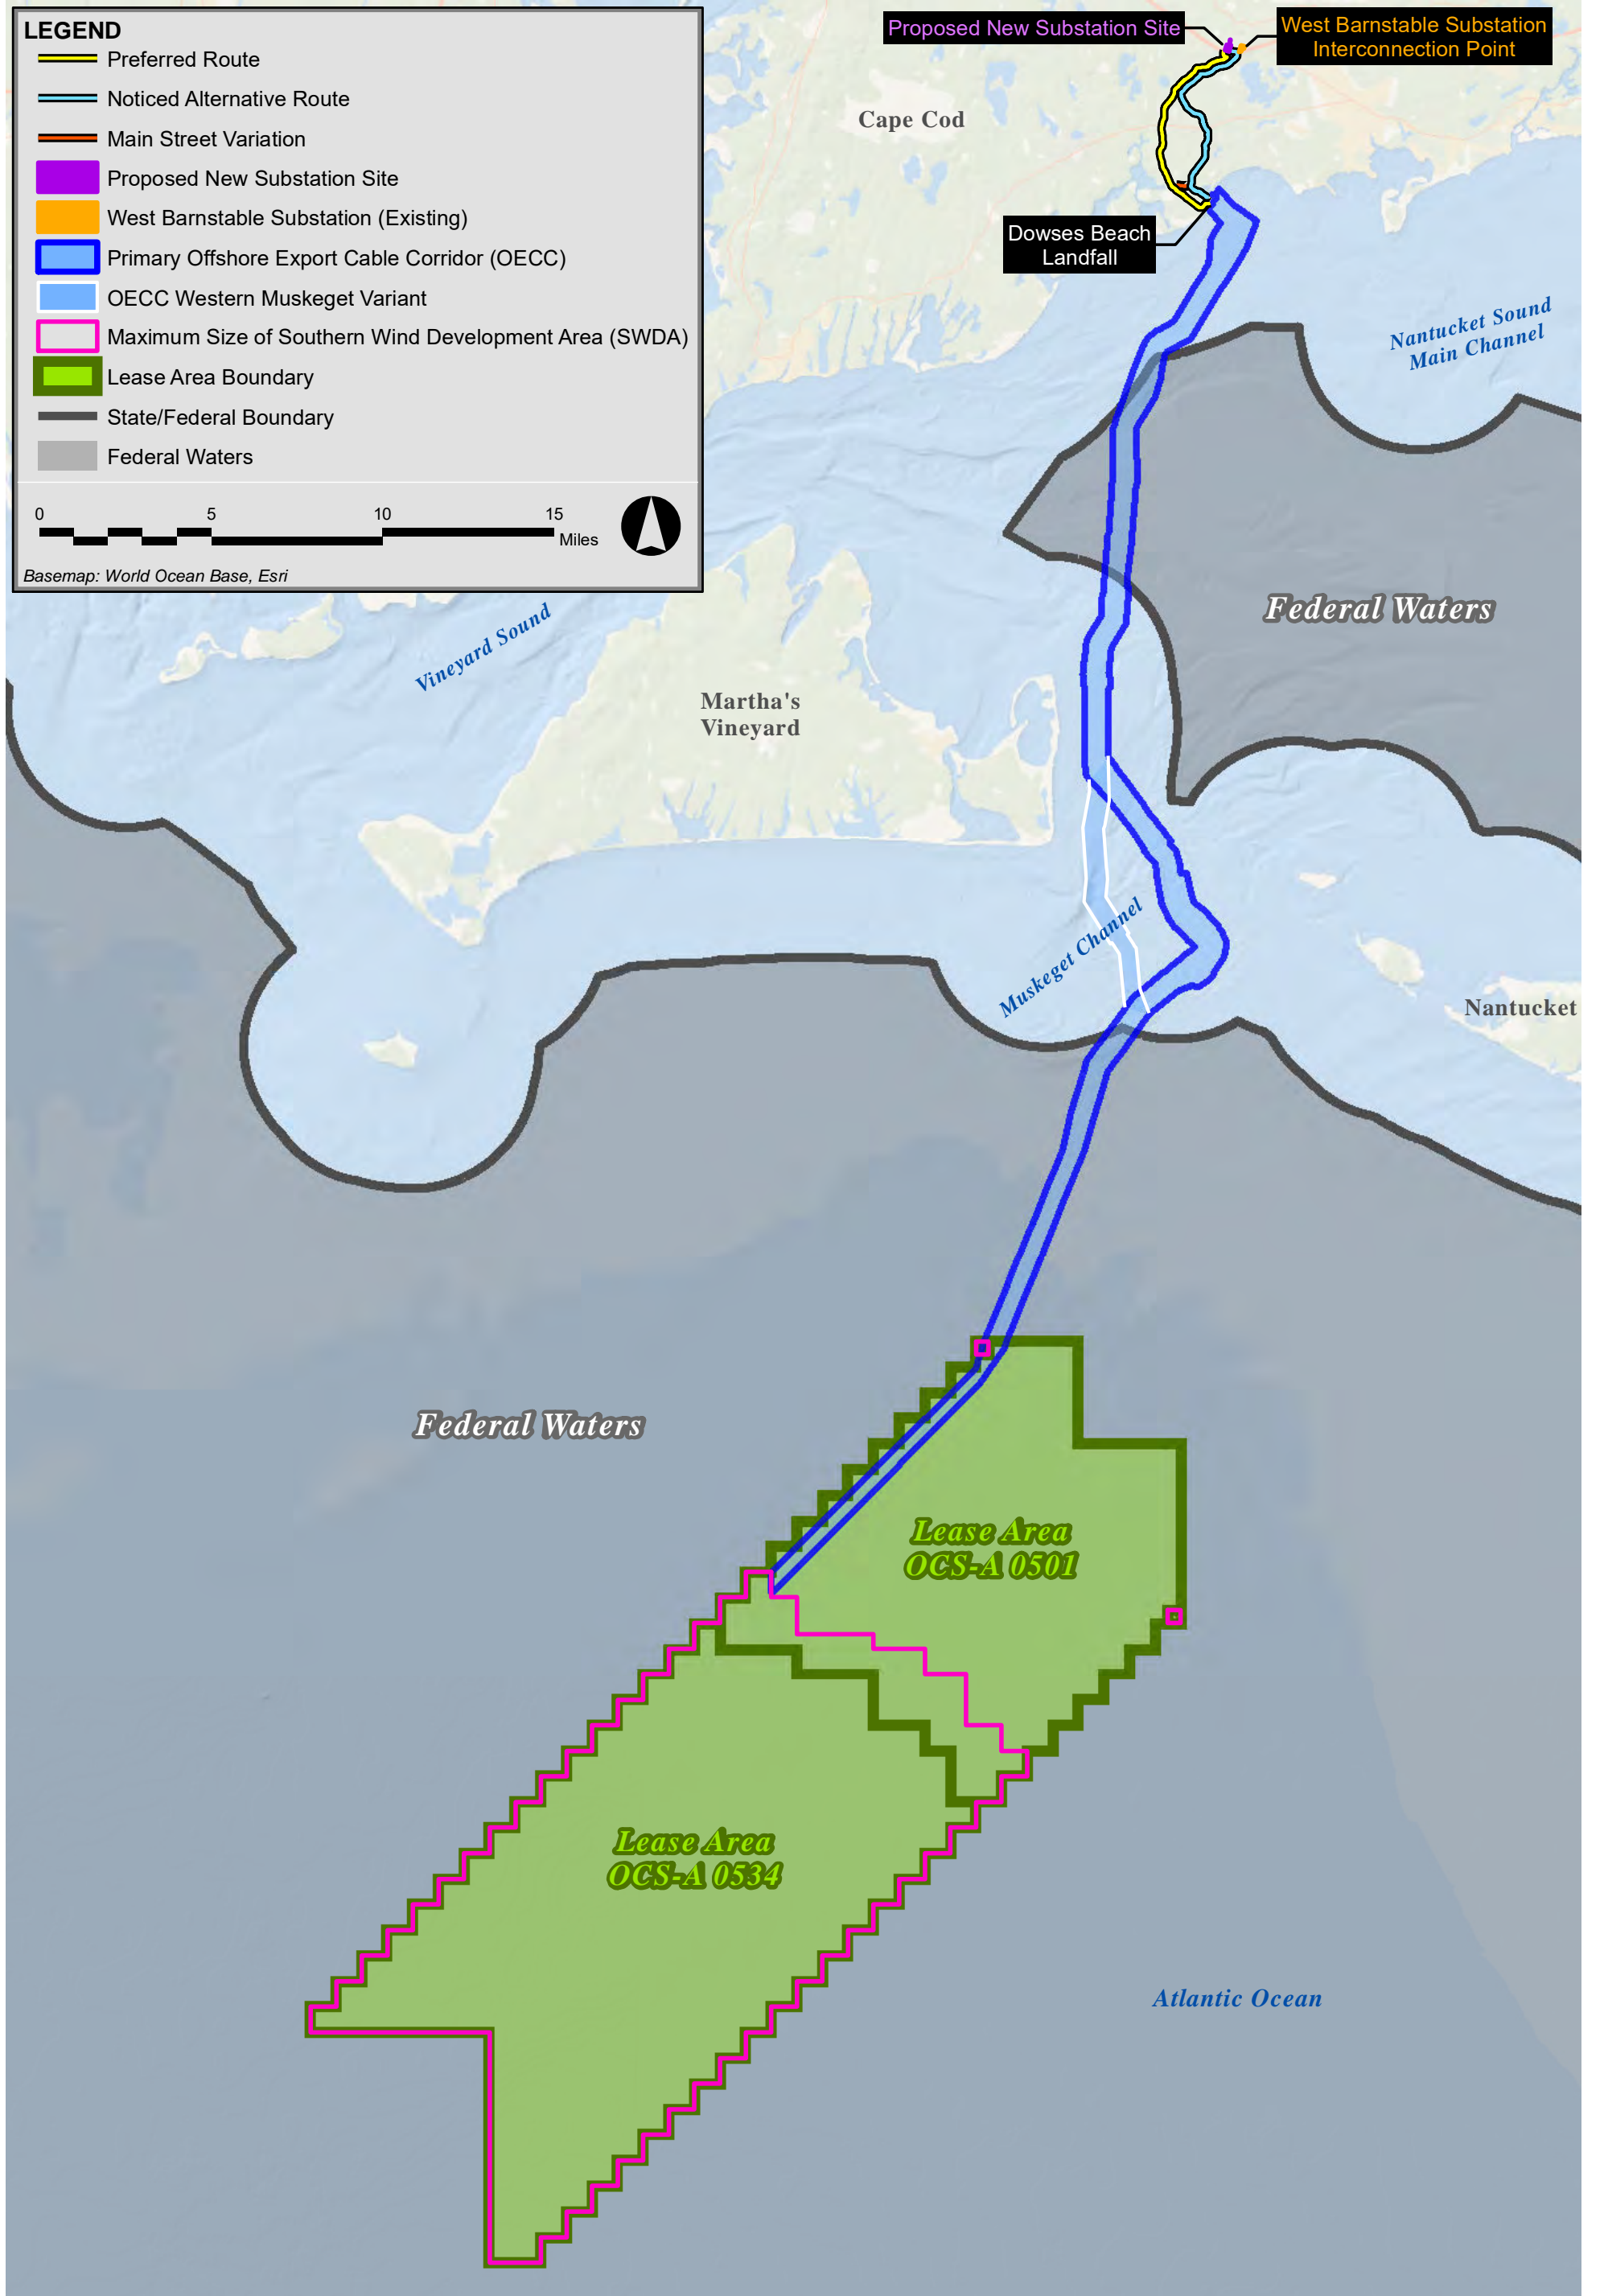 LEGEND
Preferred Route
Noticed Alternative Route
Main Street Variation
Proposed New Substation Site
West Barnstable Substation (Existing)
Primary Offshore Export Cable Corridor (OECC)
OECC Western Muskeget Variant
Maximum Size of Southern Wind Development Area (SWDA)
Lease Area Boundary
State/Federal Boundary
Federal Waters
0 5 10 15
Miles
Basemap: World Ocean Base, Esri
Proposed New Substation Site
West Barnstable Substation
Interconnection Point
Cape Cod
Dowses Beach
Landfall
Nantucket Sound
Main Channel
Federal Waters
Vineyard Sound
Martha's
Vineyard
Muskeget Channel
Nantucket
Federal Waters
Lease Area
OCS-A 0501
Lease Area
OCS-A 0534
Atlantic Ocean